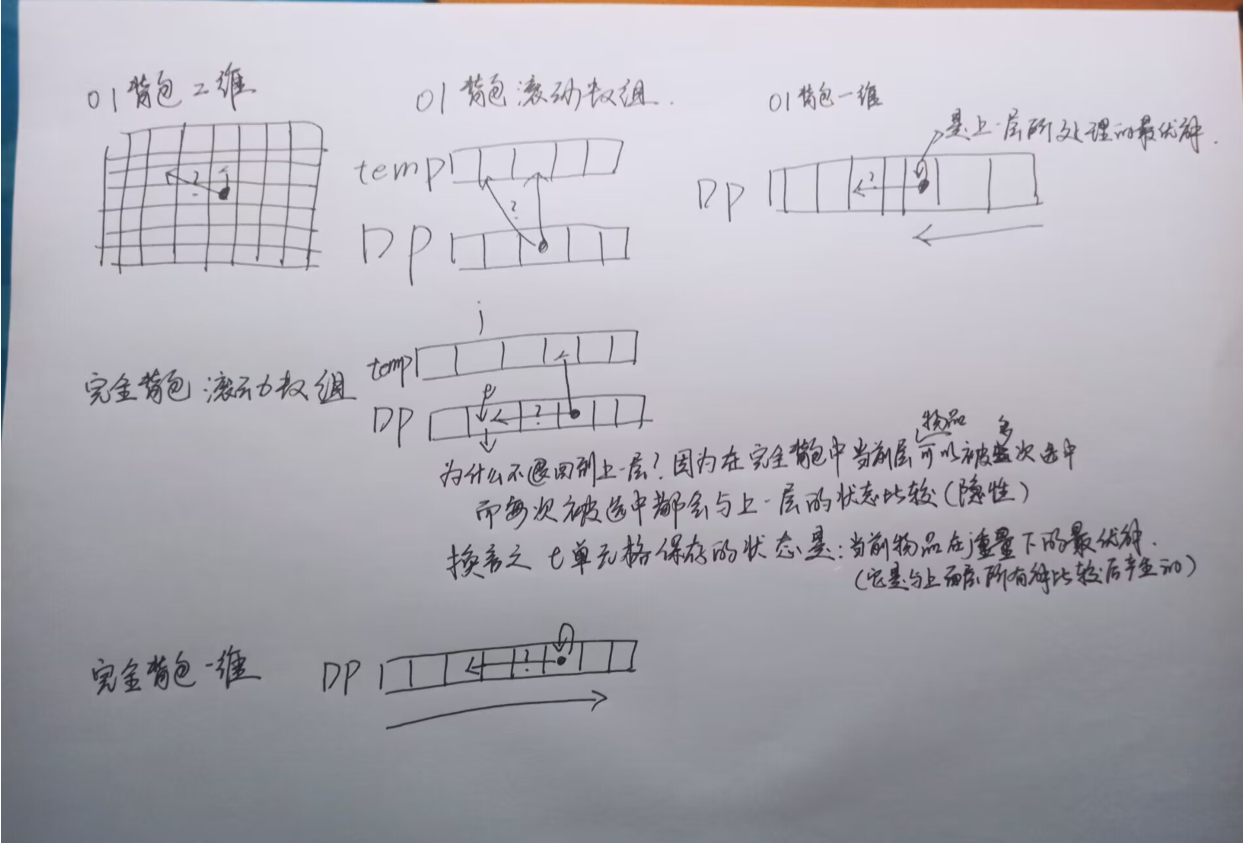 01背包二维
01背包滚动数组.
01背包一维
是上一层所处理的最优解.
temp
?
?
?
DP
DP
j
temp
完全背包滚动数组
t
DP
?
物品 多
为什么不退回到上一层? 因为在完全背包中当前层可以被次选中
而每次被选中都会与上一层的状态比较(隐性)
换言之 t单元格保存的状态是: 当前物品在j重量下的最优解.
(它是与上面所有解比较后产生的)
完全背包一维
DP
?